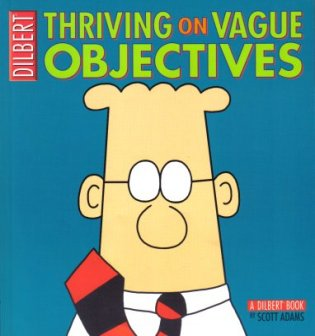 DILBERT
THRIVING ON VAGUE
OBJECTIVES
A DILBERT BOOK
BY SCOTT ADAMS